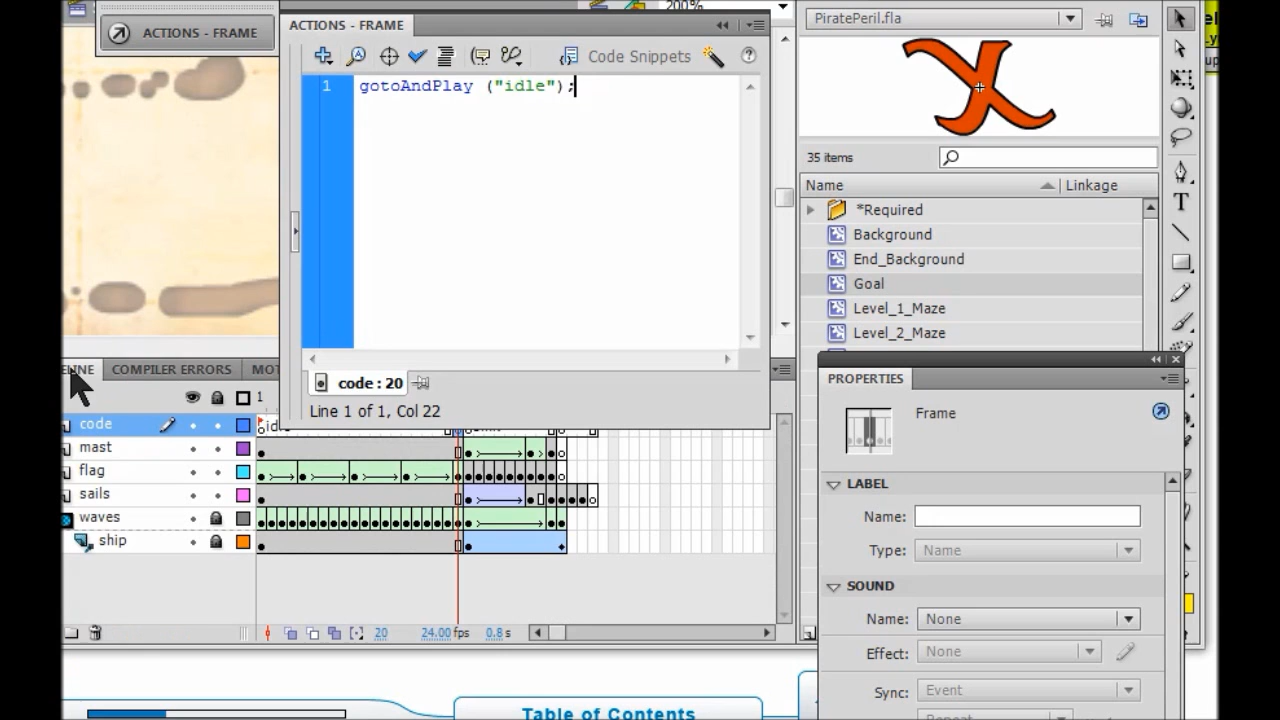 ACTIONS - FRAME
ACTIONS - FRAME
200%
Code Snippets
1 gotoAndPlay ("idle");
code : 20
Line 1 of 1, Col 22
PiratePeril.fla
35 items
Name Linkage
*Required
Background
End_Background
Goal
Level_1_Maze
Level_2_Maze
COMPILER ERRORS
1
code
mast
flag
sails
waves
ship
20 24.00 fps 0.8 s
PROPERTIES
Frame
LABEL
Name:
Type: Name
SOUND
Name: None
Effect: None
Sync: Event
Repeat
Table of Contents